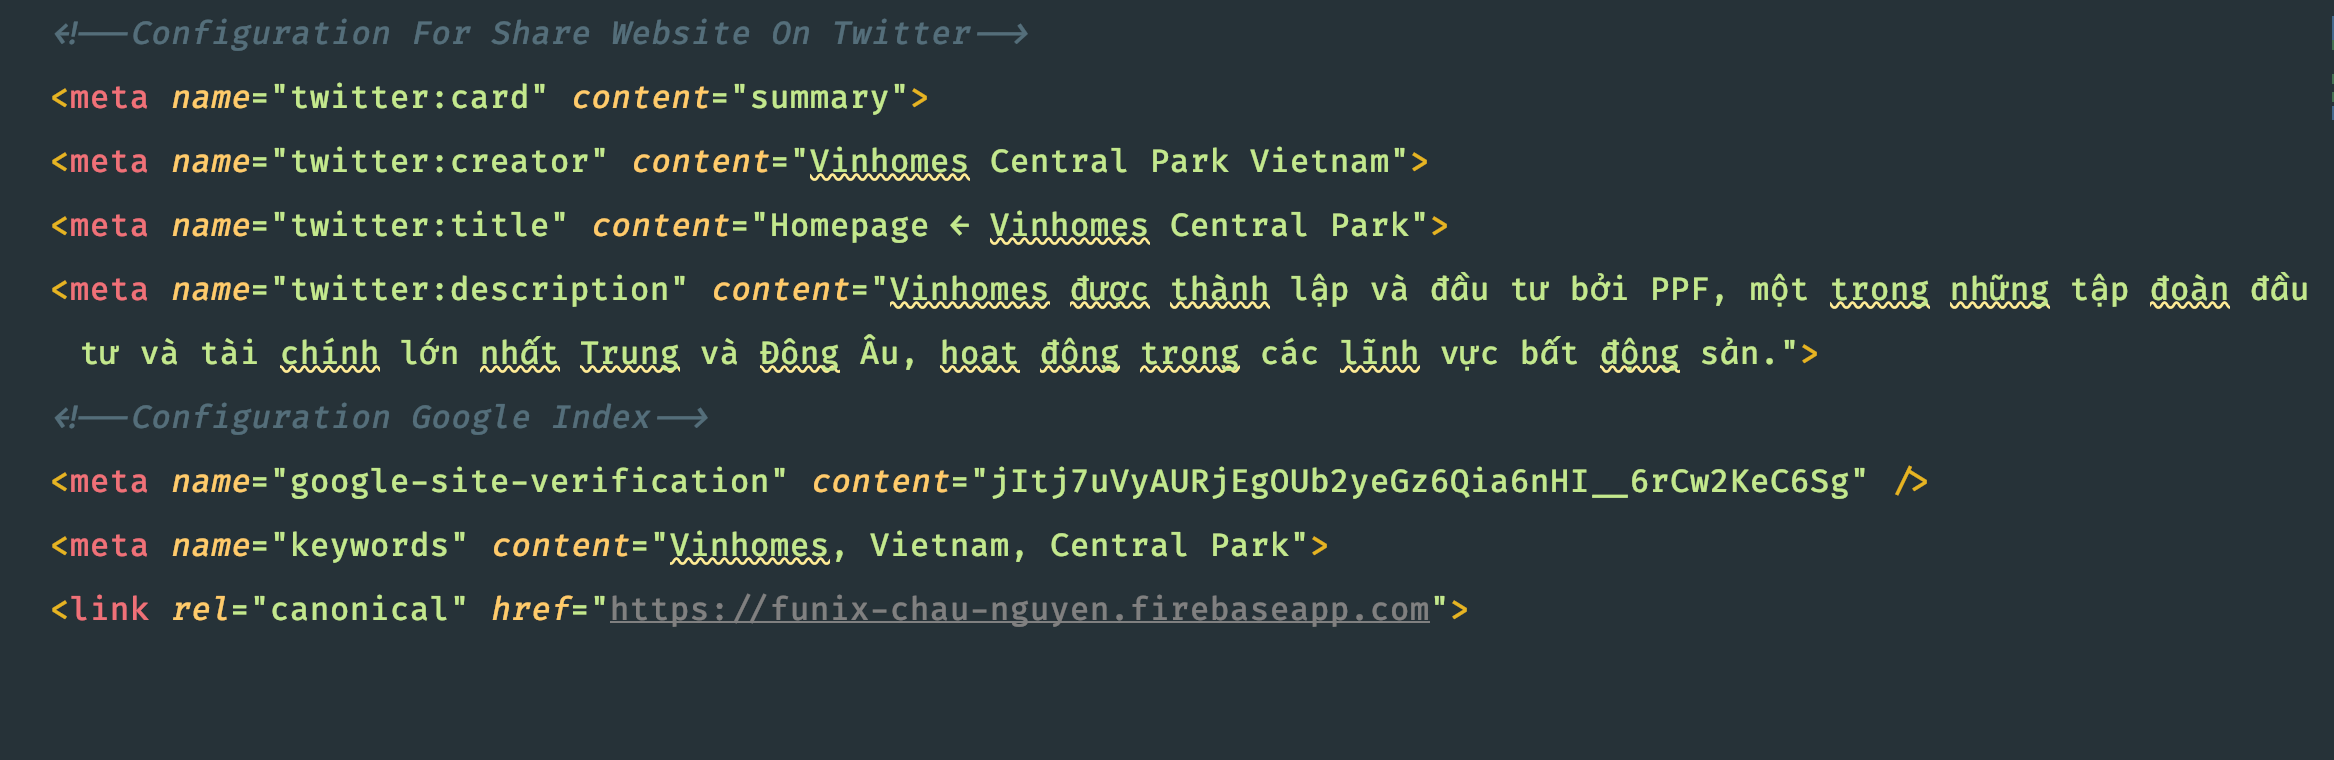 <!--Configuration For Share Website On Twitter-->
<meta name="twitter:card" content="summary">
<meta name="twitter:creator" content="Vinhomes Central Park Vietnam">
<meta name="twitter:title" content="Homepage <- Vinhomes Central Park">
<meta name="twitter:description" content="Vinhomes được thành lập và đầu tư bởi PPF, một trong những tập đoàn đầu
tư và tài chính lớn nhất Trung và Đông Âu, hoạt động trong các lĩnh vực bất động sản.">
<!--Configuration Google Index-->
<meta name="google-site-verification" content="jItj7uVyAURjEgOUb2yeGz6Qia6nHI__6rCw2KeC6Sg" />
<meta name="keywords" content="Vinhomes, Vietnam, Central Park">
<link rel="canonical" href="https://funix-chau-nguyen.firebaseapp.com">